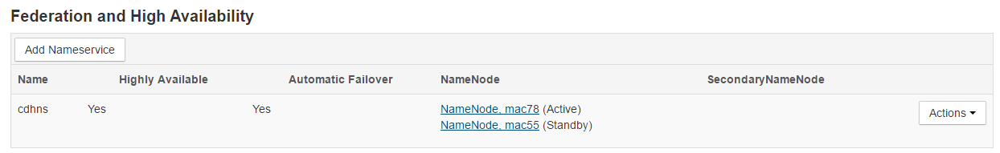 Federation and High Availability
Add Nameservice
Name Highly Available Automatic Failover NameNode SecondaryNameNode
cdhns Yes Yes NameNode, mac78 (Active) Actions
NameNode, mac55 (Standby)